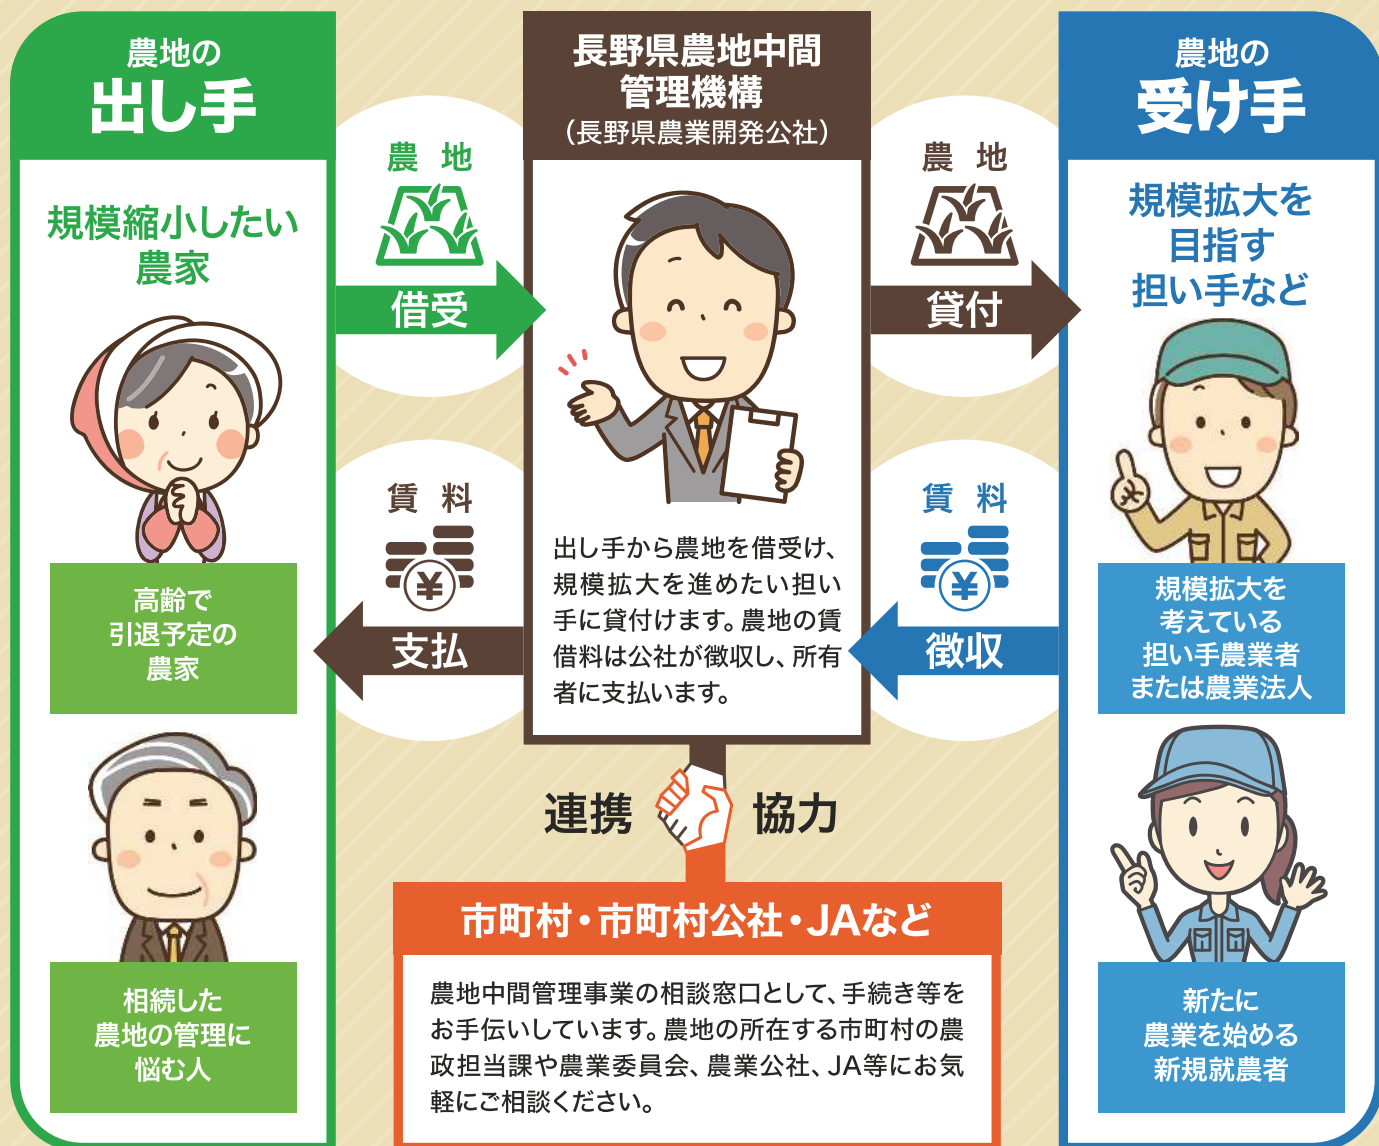 農地の
出し手
規模縮小したい
農家
高齢で
引退予定の
農家
相続した
農地の管理に
悩む人
農 地
借受
賃 料
¥
支払
長野県農地中間
管理機構
（長野県農業開発公社）
出し手から農地を借受け、
規模拡大を進めたい担い
手に貸付けます。農地の賃
借料は公社が徴収し、所有
者に支払います。
農 地
貸付
賃 料
¥
徴収
農地の
受け手
規模拡大を
目指す
担い手など
規模拡大を
考えている
担い手農業者
または農業法人
新たに
農業を始める
新規就農者
連携 協力
市町村・市町村公社・JAなど
農地中間管理事業の相談窓口として、手続き等を
お手伝いしています。農地の所在する市町村の農
政担当課や農業委員会、農業公社、JA等にお気
軽にご相談ください。